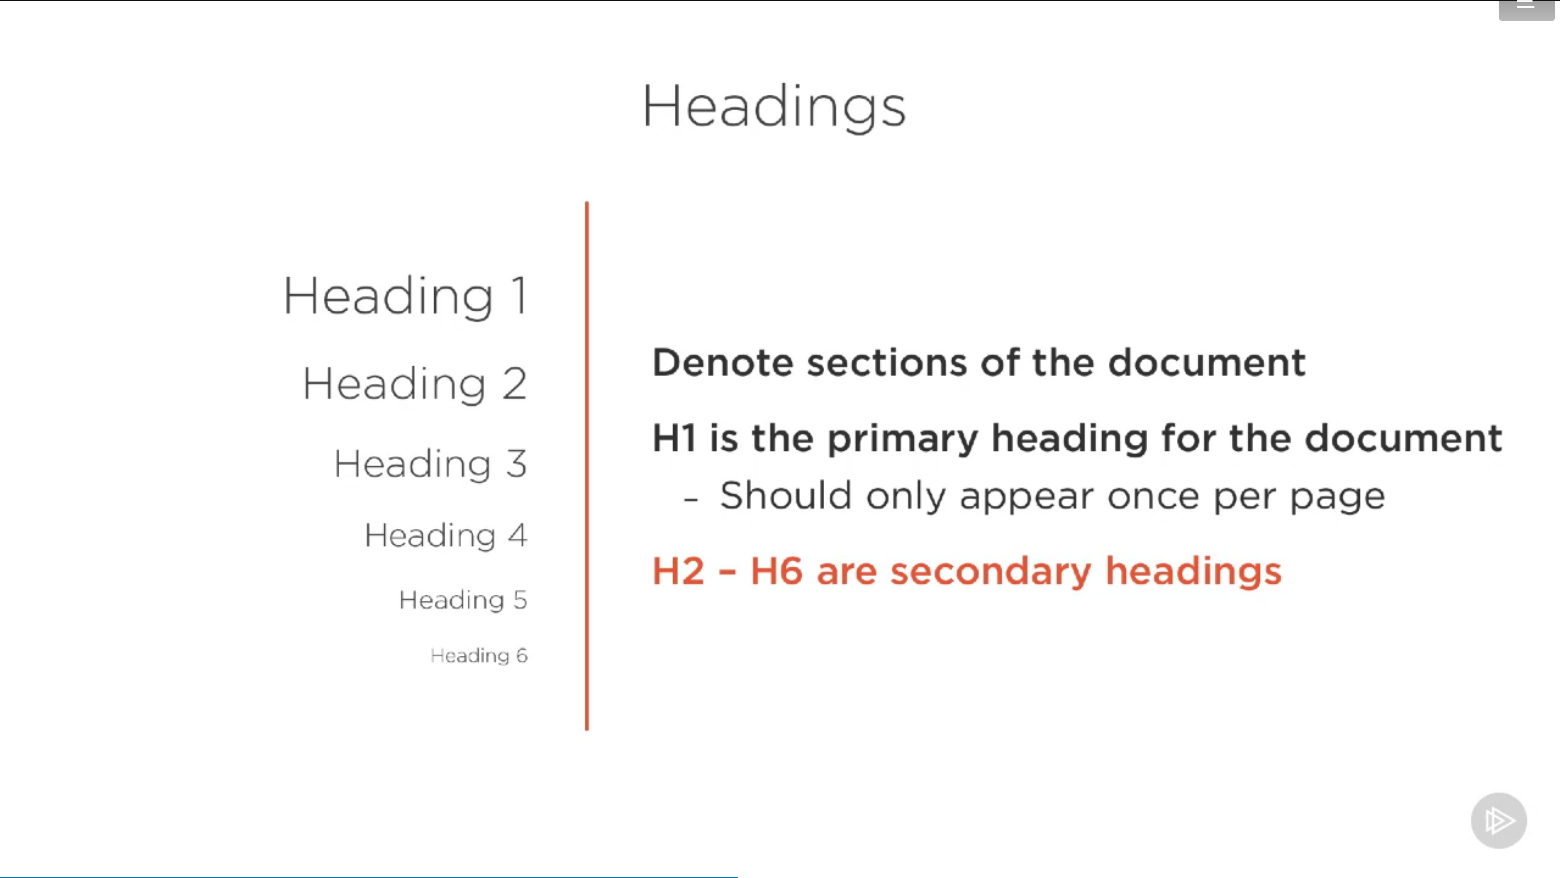 Headings
Heading 1
Heading 2
Heading 3
Heading 4
Heading 5
Heading 6
Denote sections of the document
H1 is the primary heading for the document
– Should only appear once per page
H2 – H6 are secondary headings